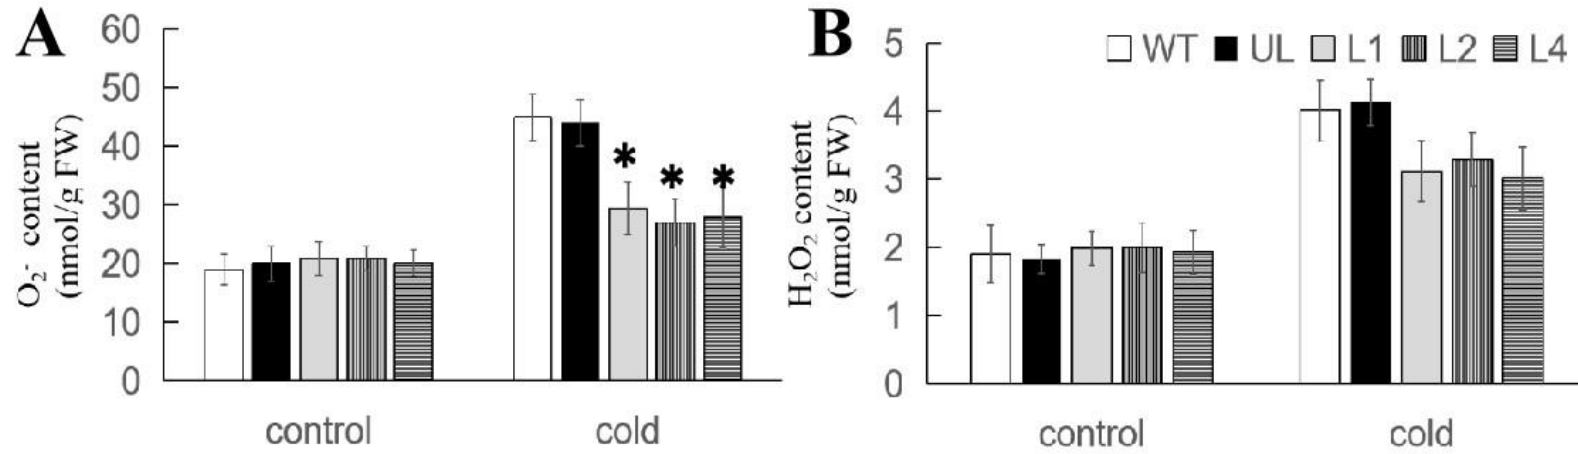 A
O₂⁻ content
(nmol/g FW)
60
50
40
30
20
10
0
* * *
control cold
B
H₂O₂ content
(nmol/g FW)
5
4
3
2
1
0
WT UL L1 L2 L4
control cold